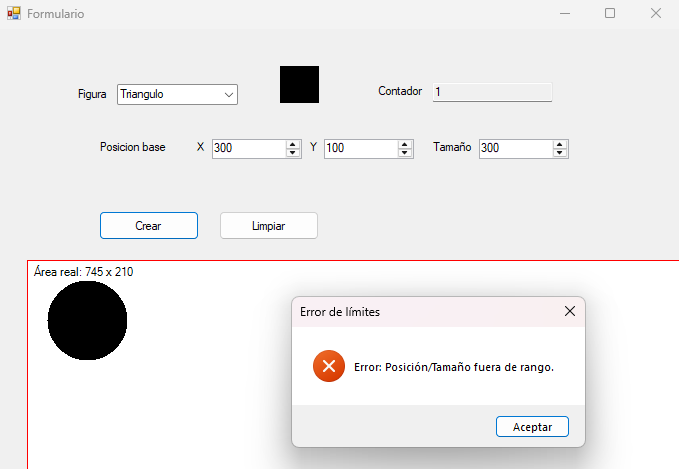 Formulario
Figura Triangulo Contador 1
Posicion base X 300 Y 100 Tamaño 300
Crear Limpiar
Área real: 745 x 210
Error de límites
Error: Posición/Tamaño fuera de rango.
Aceptar